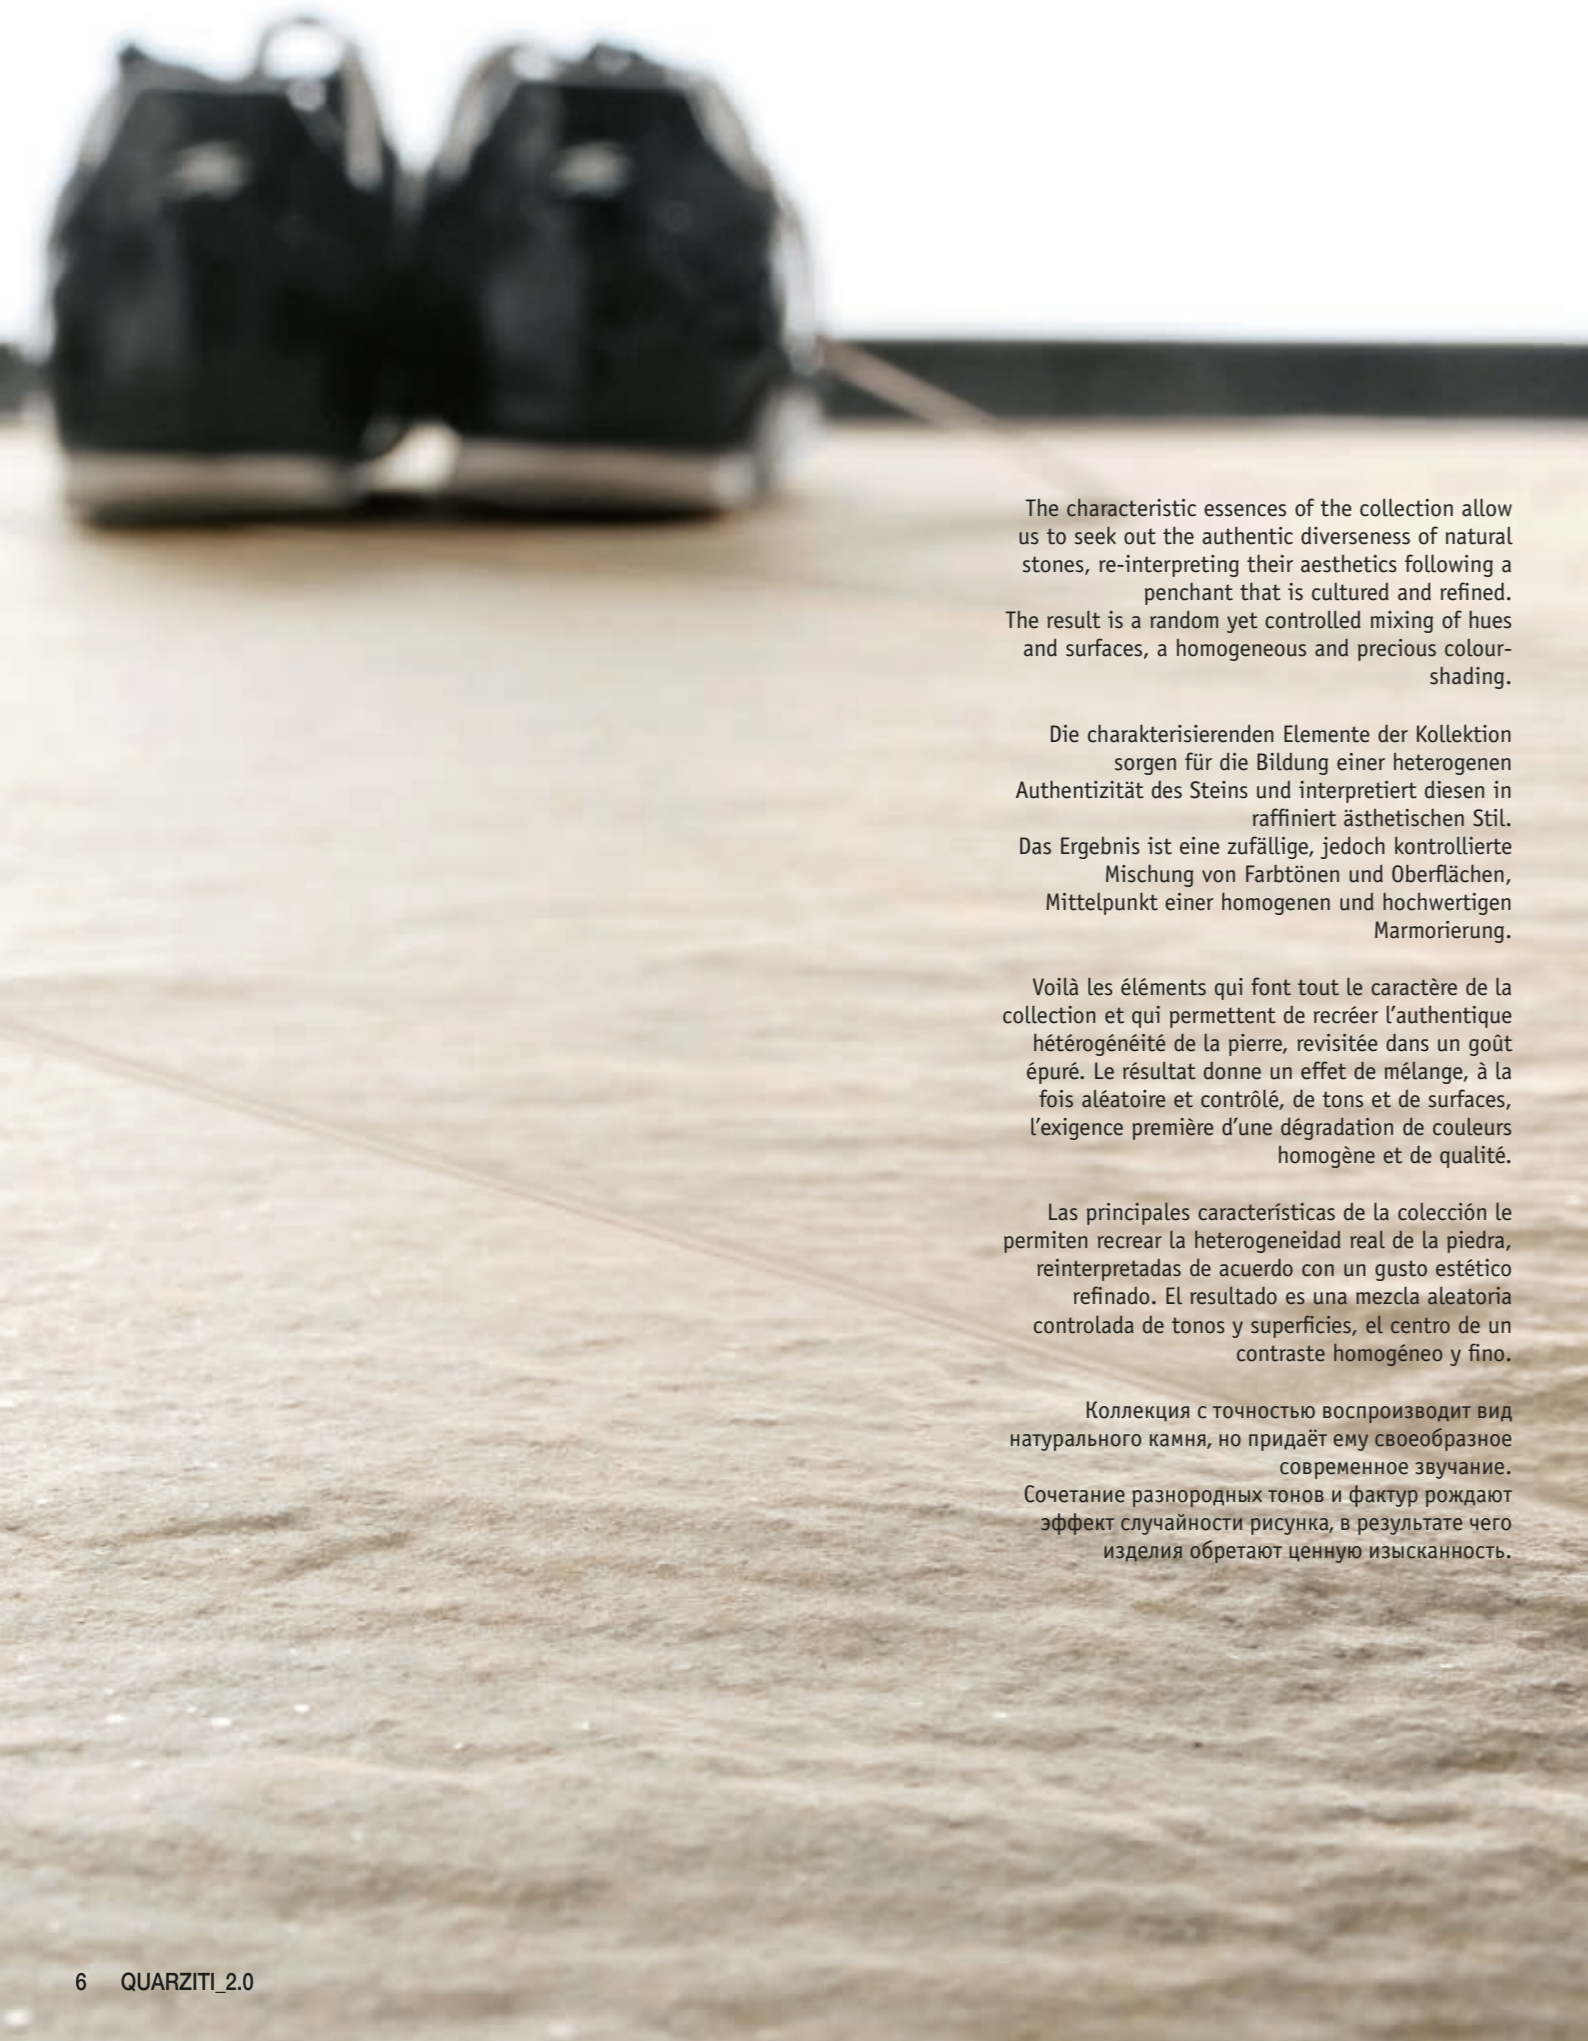 The characteristic essences of the collection allow
us to seek out the authentic diverseness of natural
stones, re-interpreting their aesthetics following a
penchant that is cultured and refined.
The result is a random yet controlled mixing of hues
and surfaces, a homogeneous and precious colour-
shading.
Die charakterisierenden Elemente der Kollektion
sorgen für die Bildung einer heterogenen
Authentizität des Steins und interpretiert diesen in
raffiniert ästhetischen Stil.
Das Ergebnis ist eine zufällige, jedoch kontrollierte
Mischung von Farbtönen und Oberflächen,
Mittelpunkt einer homogenen und hochwertigen
Marmorierung.
Voilà les éléments qui font tout le caractère de la
collection et qui permettent de recréer l’authentique
hétérogénéité de la pierre, revisitée dans un goût
épuré. Le résultat donne un effet de mélange, à la
fois aléatoire et contrôlé, de tons et de surfaces,
l’exigence première d’une dégradation de couleurs
homogène et de qualité.
Las principales características de la colección le
permiten recrear la heterogeneidad real de la piedra,
reinterpretadas de acuerdo con un gusto estético
refinado. El resultado es una mezcla aleatoria
controlada de tonos y superficies, el centro de un
contraste homogéneo y fino.
Коллекция с точностью воспроизводит вид
натурального камня, но придаёт ему своеобразное
современное звучание.
Сочетание разнородных тонов и фактур рождают
эффект случайности рисунка, в результате чего
изделия обретают ценную изысканность.
6 QUARZITI_2.0